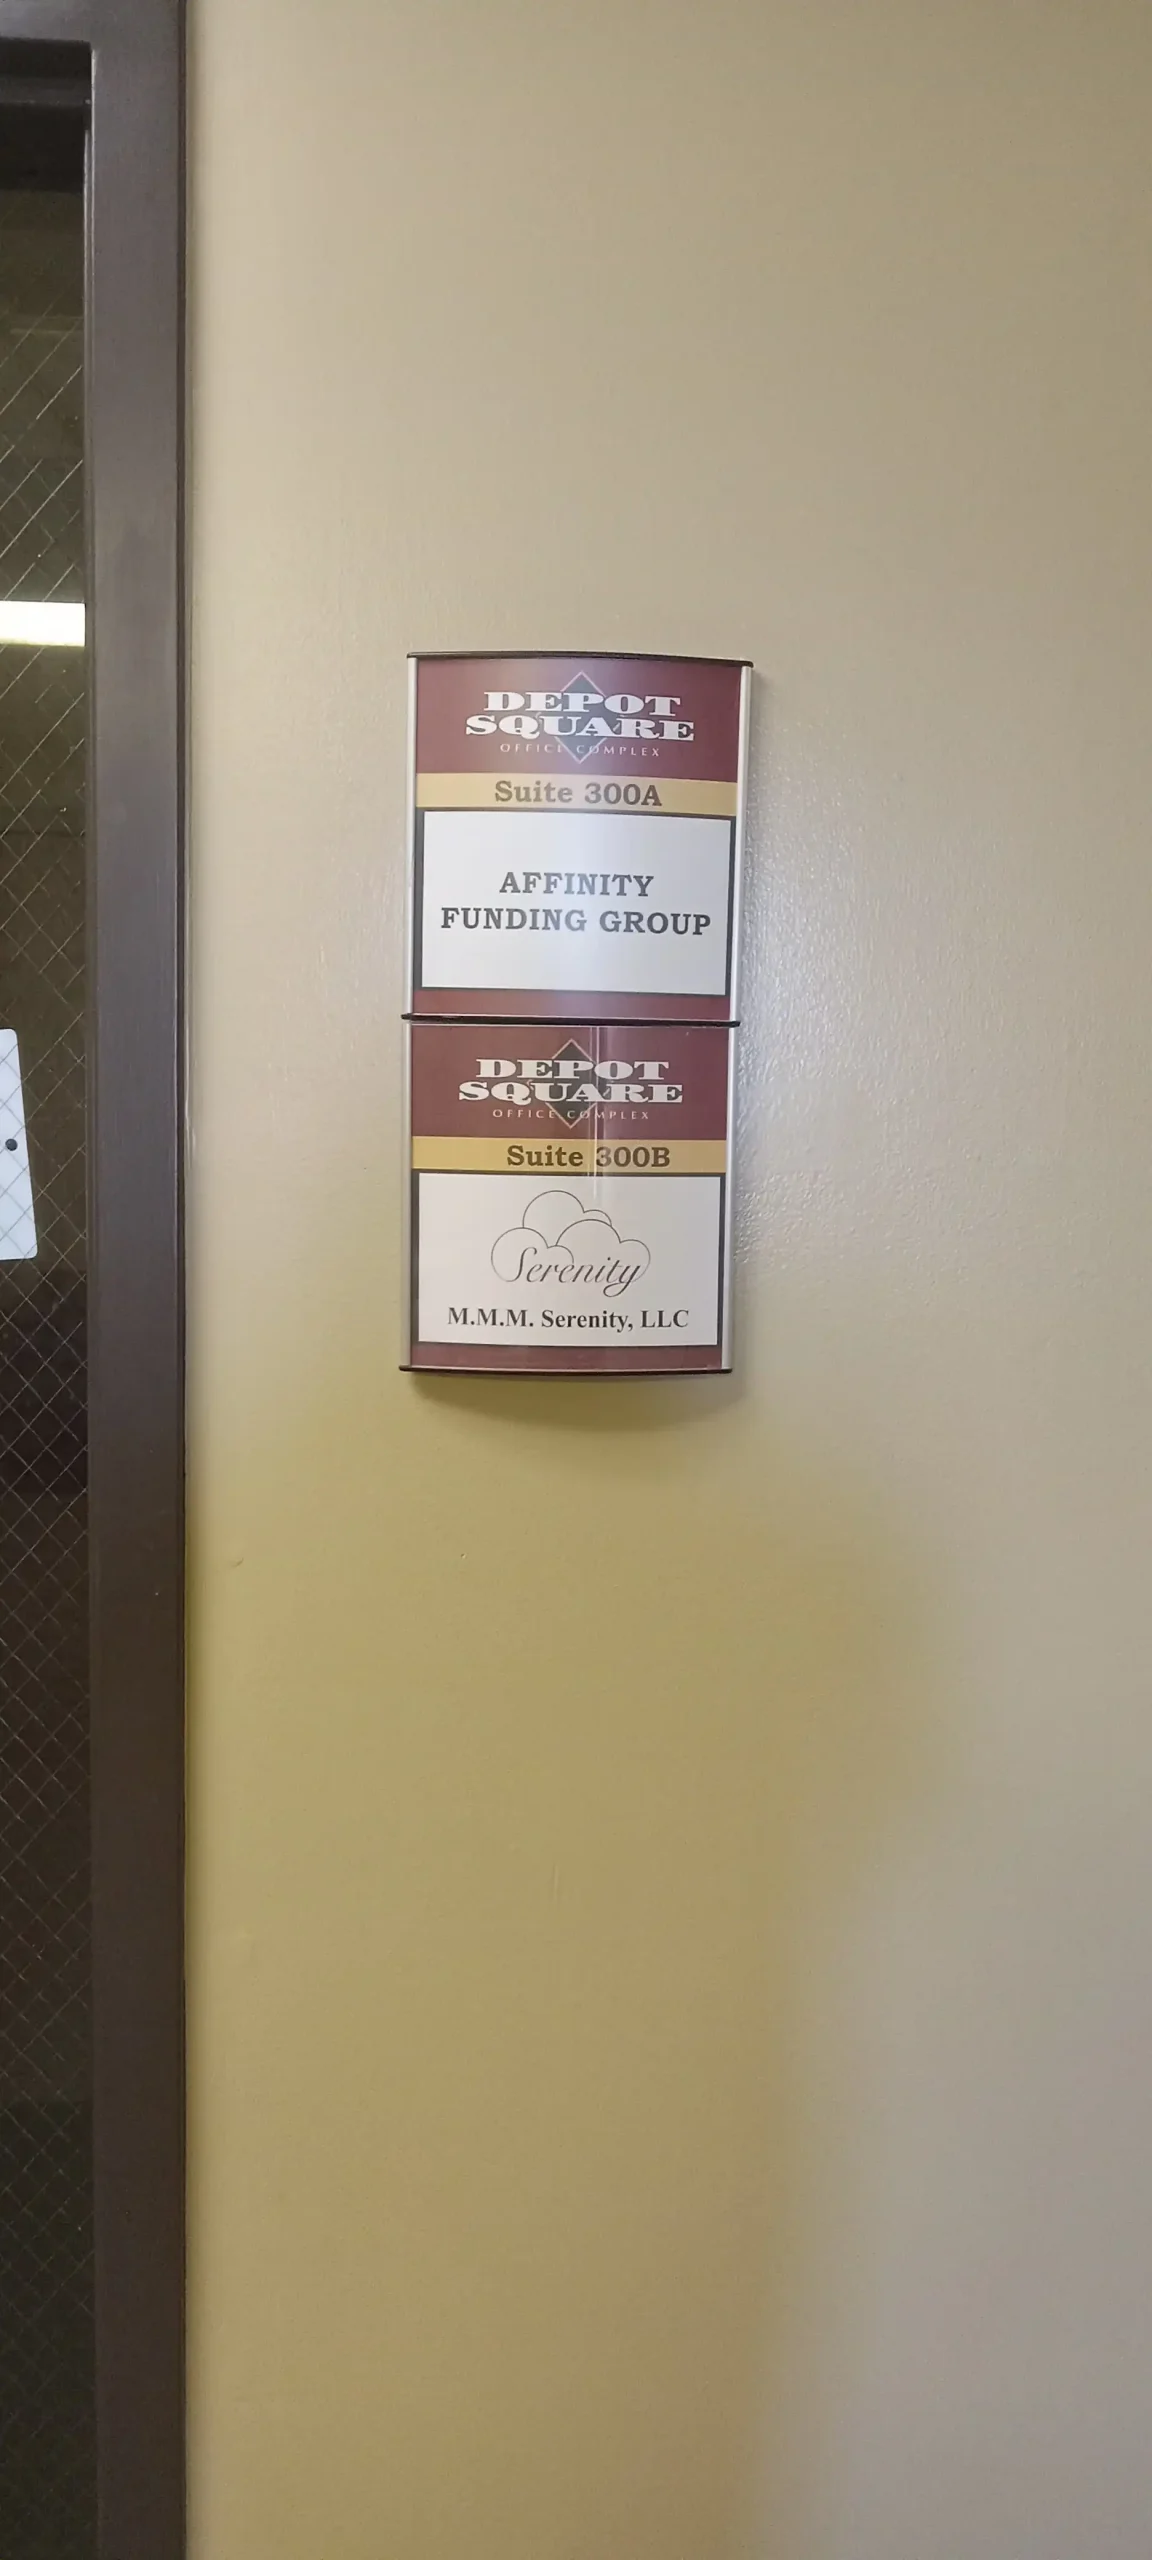 DEPOT
SQUARE
OFFICE COMPLEX
Suite 300A
AFFINITY
FUNDING GROUP
DEPOT
SQUARE
OFFICE COMPLEX
Suite 300B
Serenity
M.M.M. Serenity, LLC